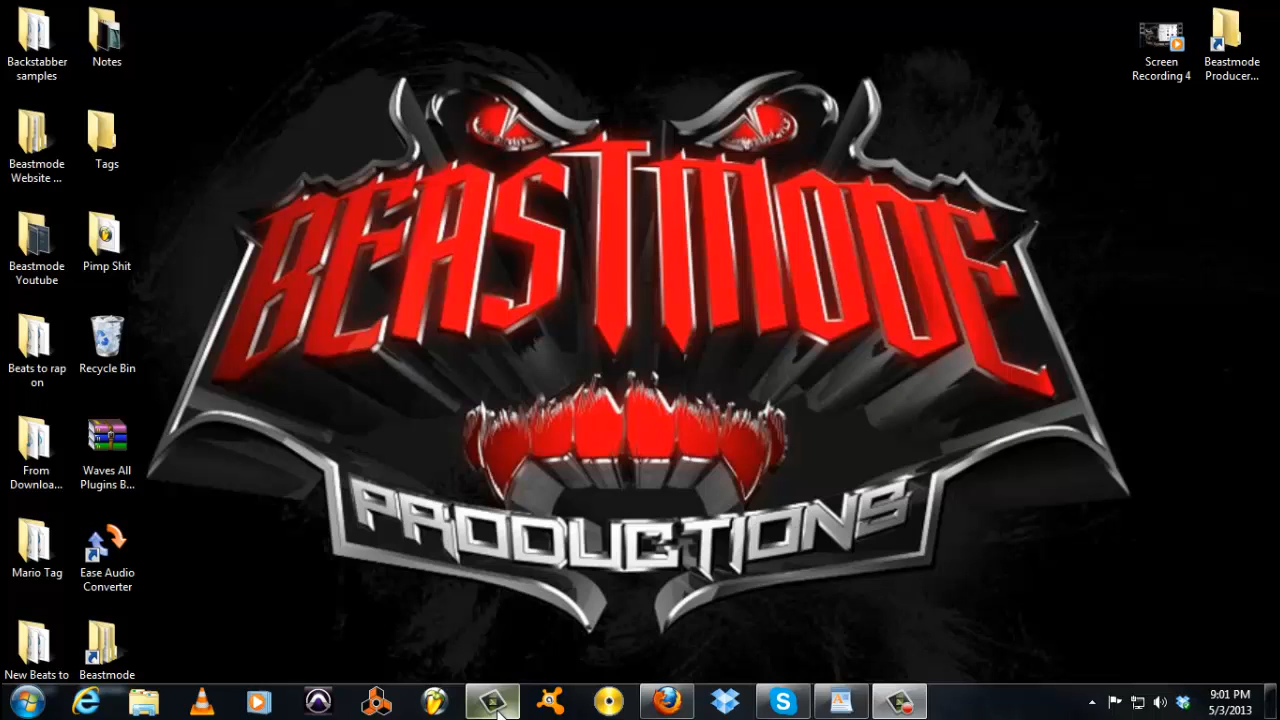 Backstabber samples
Notes
Beastmode Website ...
Tags
Beastmode Youtube
Pimp Shit
Beats to rap on
Recycle Bin
From Downloa...
Waves All Plugins B...
Mario Tag
Ease Audio Converter
New Beats to
Beastmode
Screen Recording 4
Beastmode Producer...
BEASTMODE
PRODUCTIONS
9:01 PM
5/3/2013